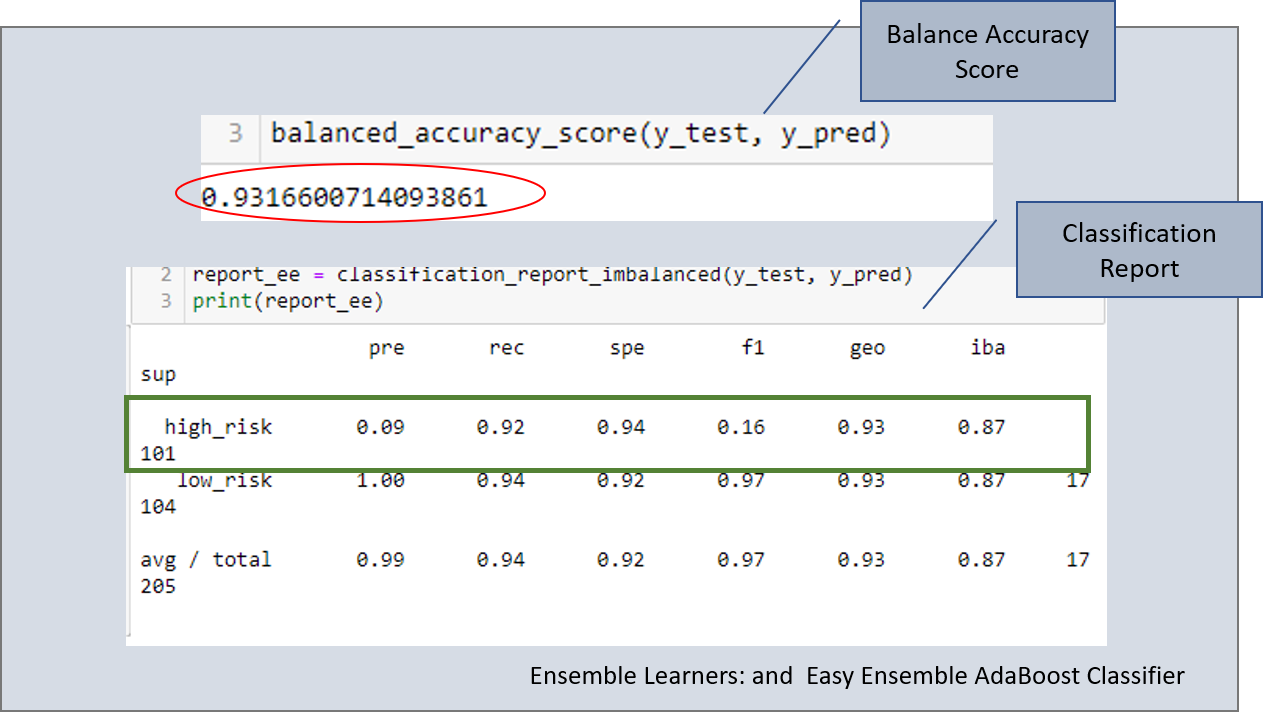 Balance Accuracy
Score
3 balanced_accuracy_score(y_test, y_pred)
0.9316600714093861
Classification
Report
2 report_ee = classification_report_imbalanced(y_test, y_pred)
3 print(report_ee)
pre rec spe f1 geo iba
sup
high_risk 0.09 0.92 0.94 0.16 0.93 0.87
101
low_risk 1.00 0.94 0.92 0.97 0.93 0.87 17
104
avg / total 0.99 0.94 0.92 0.97 0.93 0.87 17
205
Ensemble Learners: and Easy Ensemble AdaBoost Classifier